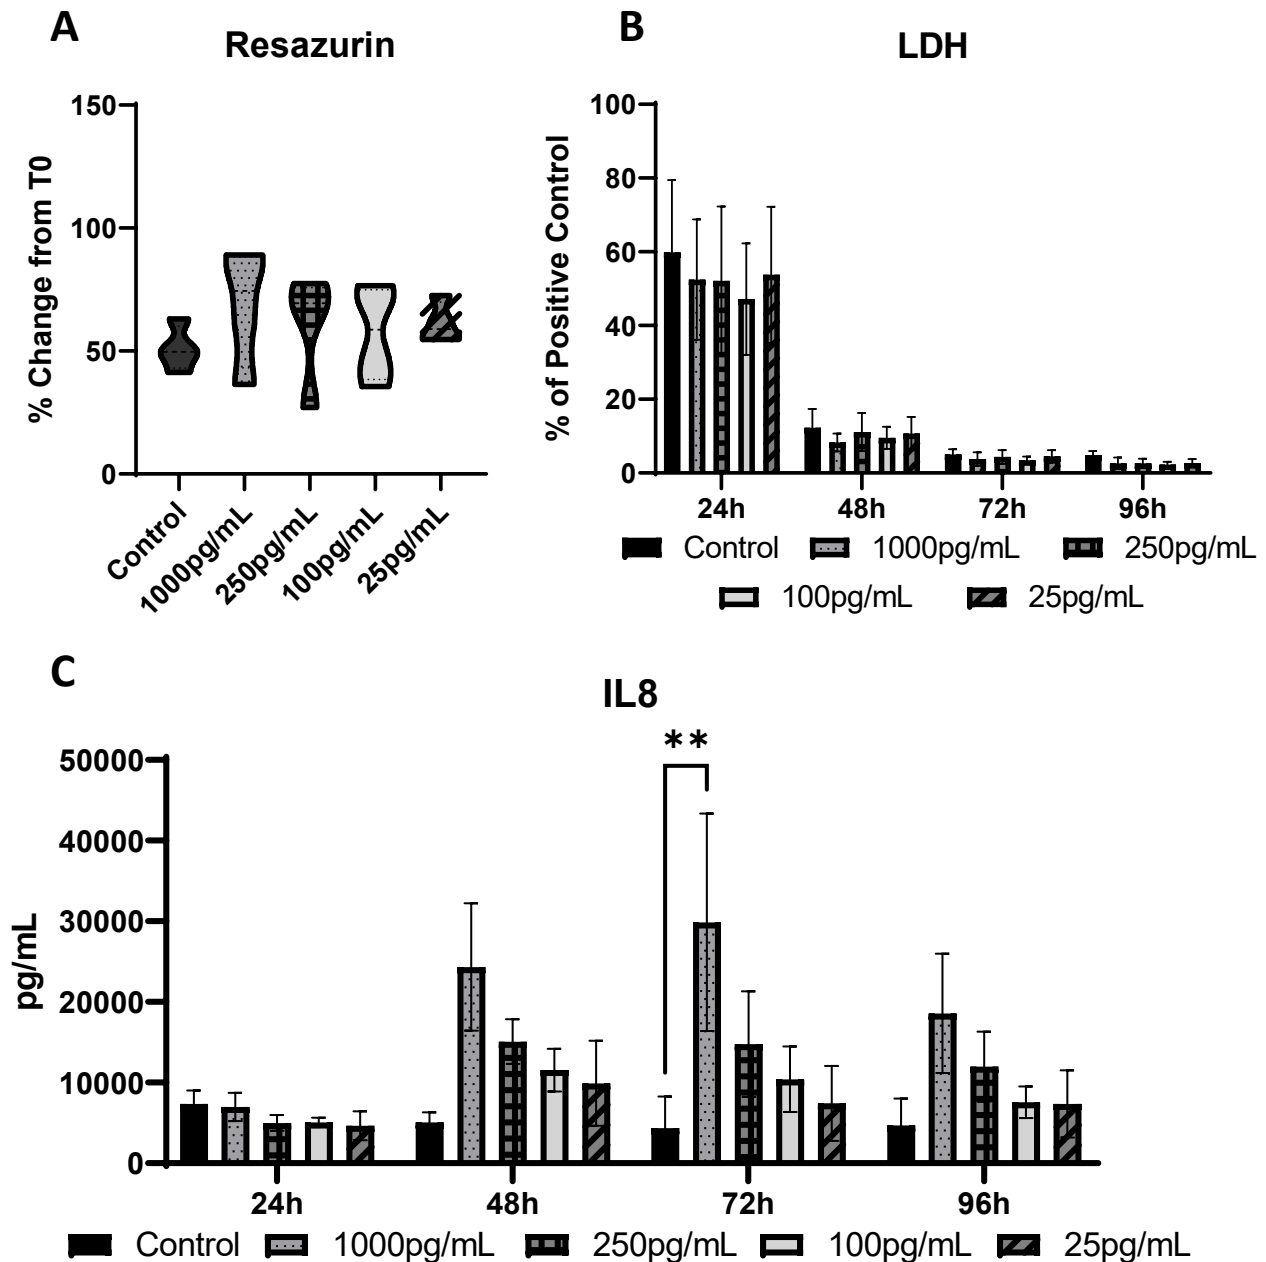 A
Resazurin
% Change from T0
150
100
50
0
Control
1000pg/mL
250pg/mL
100pg/mL
25pg/mL
B
LDH
% of Positive Control
100
80
60
40
20
0
24h
48h
72h
96h
Control
1000pg/mL
250pg/mL
100pg/mL
25pg/mL
C
IL8
**
pg/mL
50000
40000
30000
20000
10000
0
24h
48h
72h
96h
Control
1000pg/mL
250pg/mL
100pg/mL
25pg/mL